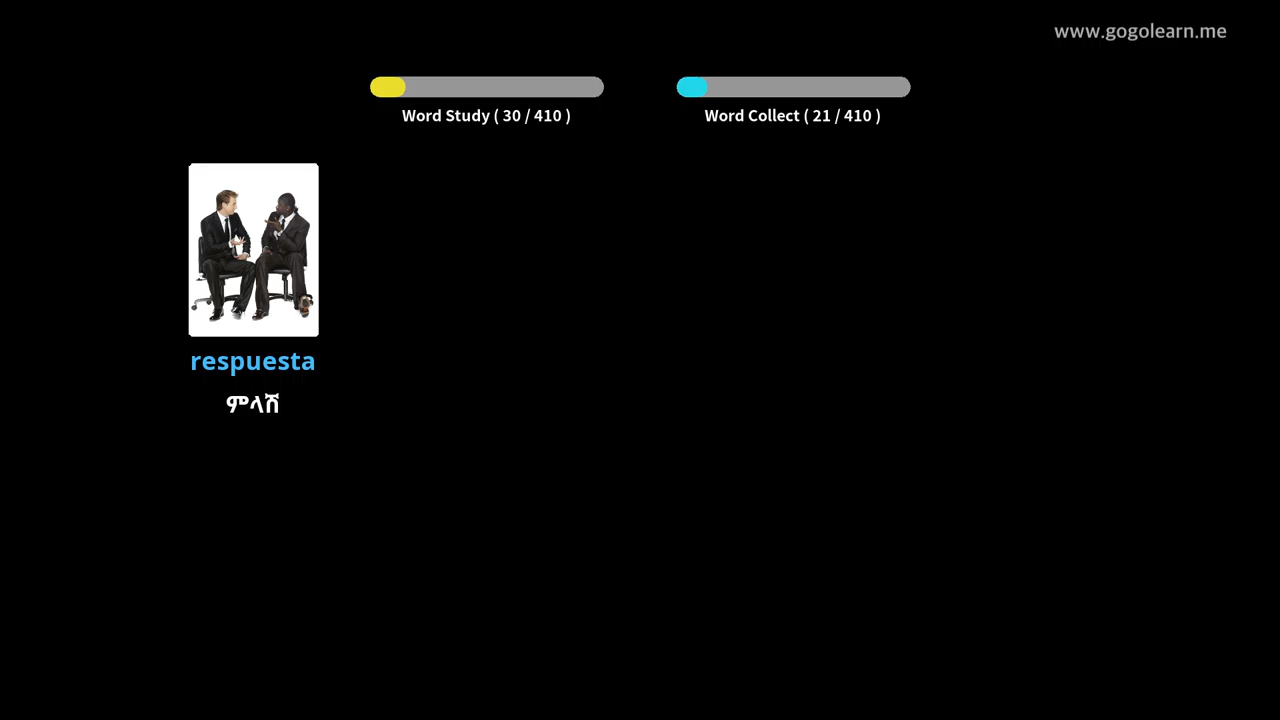 www.gogolearn.me
Word Study ( 30 / 410 )
Word Collect ( 21 / 410 )
respuesta
ምላሽ